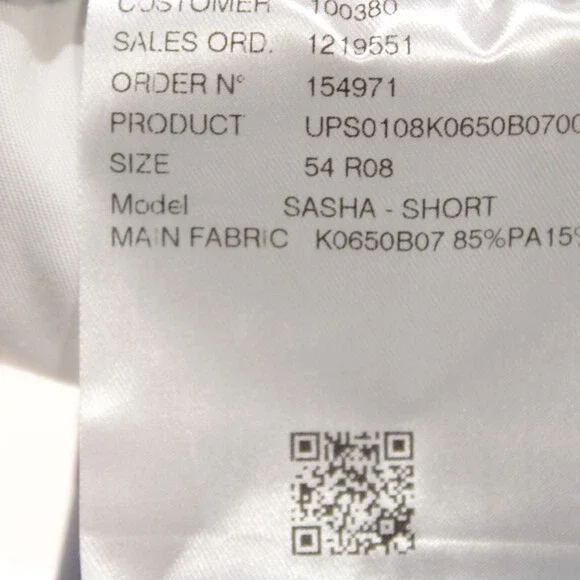 CUSTOMER 100380
SALES ORD. 1219551
ORDER N° 154971
PRODUCT UPS0108K0650B0700
SIZE 54 R08
Model SASHA - SHORT
MAIN FABRIC K0650B07 85%PA15%